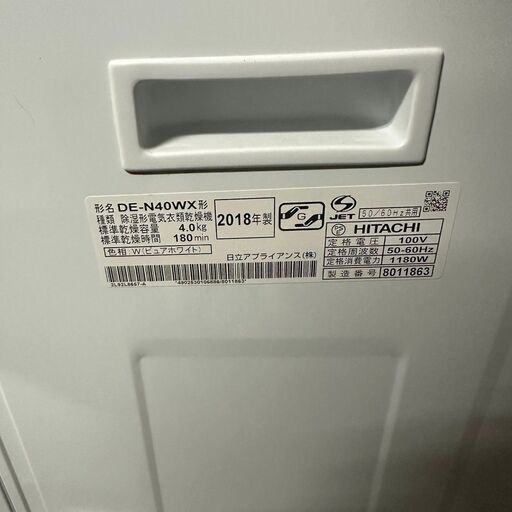 形名 DE-N40WX形
種類 除湿形電気衣類乾燥機
標準乾燥容量 4.0kg
標準乾燥時間 180min
色相:W(ピュアホワイト)
2018年製
G
日立アプライアンス(株)
JET
50/60Hz共用
HITACHI
定格電圧 100V
定格周波数 50-60Hz
定格消費電力 1180W
製造番号 8011863